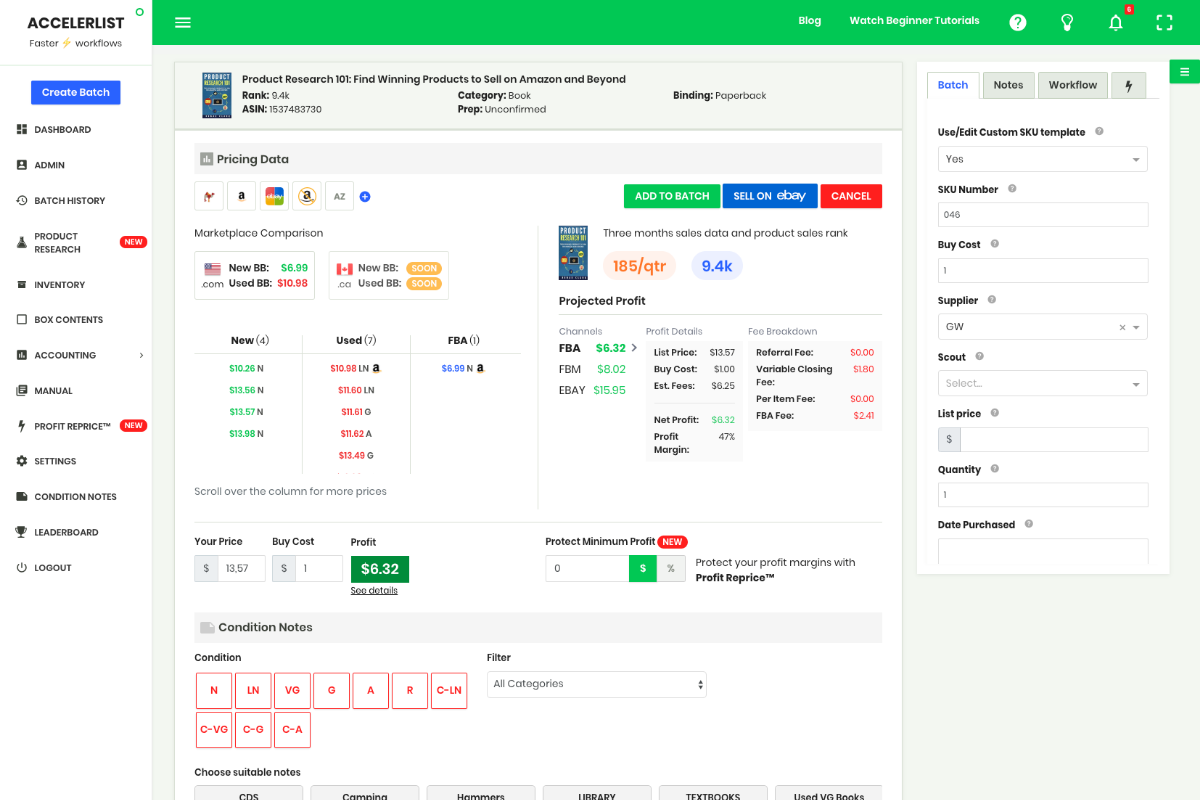 ACCELERLIST
Faster ⚡ workflows
Create Batch
DASHBOARD
ADMIN
BATCH HISTORY
PRODUCT
RESEARCH NEW
INVENTORY
BOX CONTENTS
ACCOUNTING
MANUAL
PROFIT REPRICE™ NEW
SETTINGS
CONDITION NOTES
LEADERBOARD
LOGOUT
Blog Watch Beginner Tutorials 6
Product Research 101: Find Winning Products to Sell on Amazon and Beyond
Rank: 9.4k Category: Book Binding: Paperback
ASIN: 1537483730 Prep: Unconfirmed
Pricing Data
AZ
ADD TO BATCH SELL ON ebay CANCEL
Marketplace Comparison
New BB: $6.99
.com Used BB: $10.98
New BB: SOON
.ca Used BB: SOON
New (4) Used (7) FBA (1)
$10.26 N $10.98 LN a $6.99 N a
$13.56 N $11.60 LN
$13.57 N $11.61 G
$13.98 N $11.62 A
$13.49 G
Scroll over the column for more prices
PRODUCT
RESEARCH 101
Three months sales data and product sales rank
185/qtr 9.4k
Projected Profit
Channels Profit Details Fee Breakdown
FBA $6.32
FBM $8.02
EBAY $15.95
List Price: $13.57
Buy Cost: $1.00
Est. Fees: $6.25
Net Profit: $6.32
Profit 47%
Margin:
Referral Fee: $0.00
Variable Closing $1.80
Fee:
Per Item Fee: $0.00
FBA Fee: $2.41
Your Price Buy Cost Profit
$ 13,57 $ 1 $6.32
See details
Protect Minimum Profit NEW
0 $ %
Protect your profit margins with
Profit Reprice™
Condition Notes
Condition Filter
N LN VG G A R C-LN
C-VG C-G C-A
All Categories
Choose suitable notes
CDS Camping Hammers LIBRARY TEXTBOOKS Used VG Books
Batch Notes Workflow
Use/Edit Custom SKU template
Yes
SKU Number
046
Buy Cost
1
Supplier
GW
Scout
Select...
List price
$
Quantity
1
Date Purchased